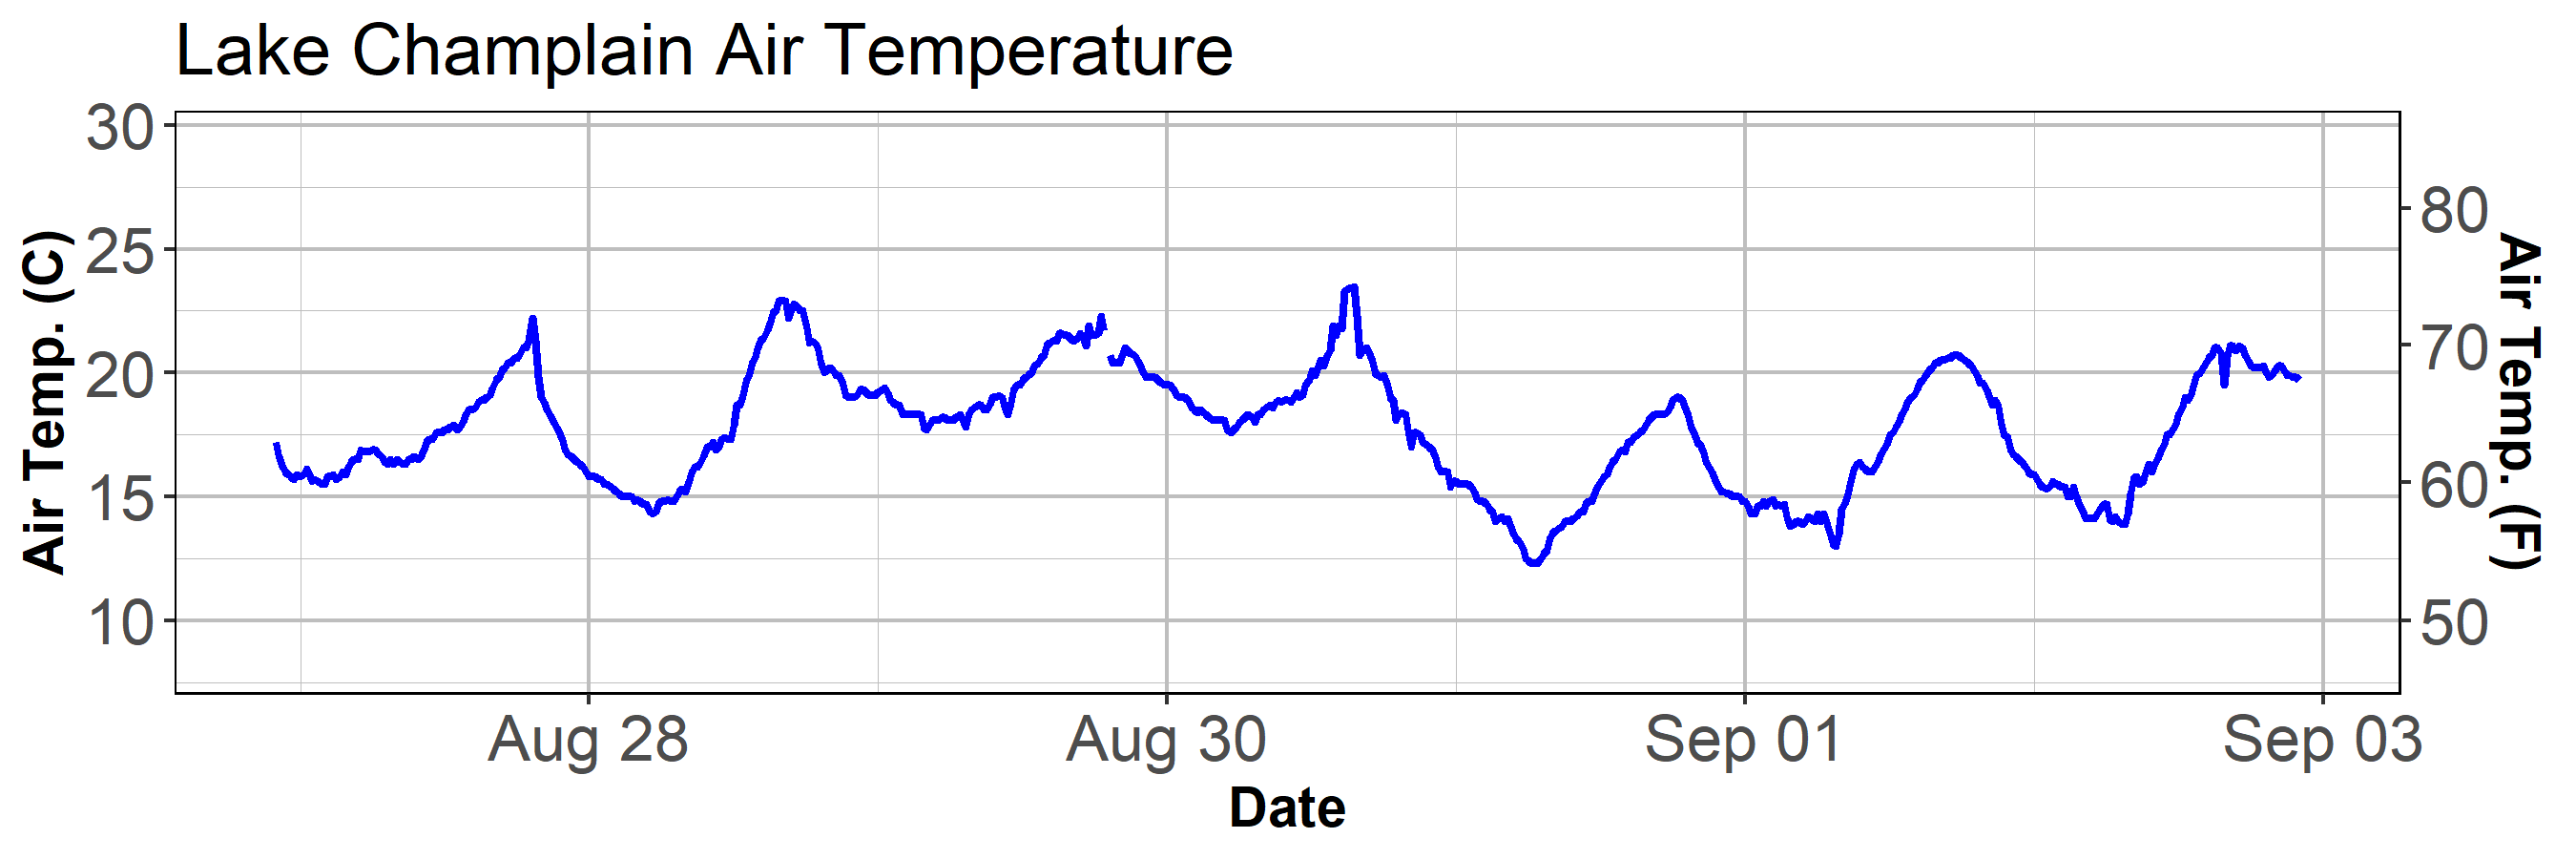 Lake Champlain Air Temperature
30
25
20
15
10
Air Temp. (C)
80
70
60
50
Air Temp. (F)
Aug 28
Aug 30
Sep 01
Sep 03
Date